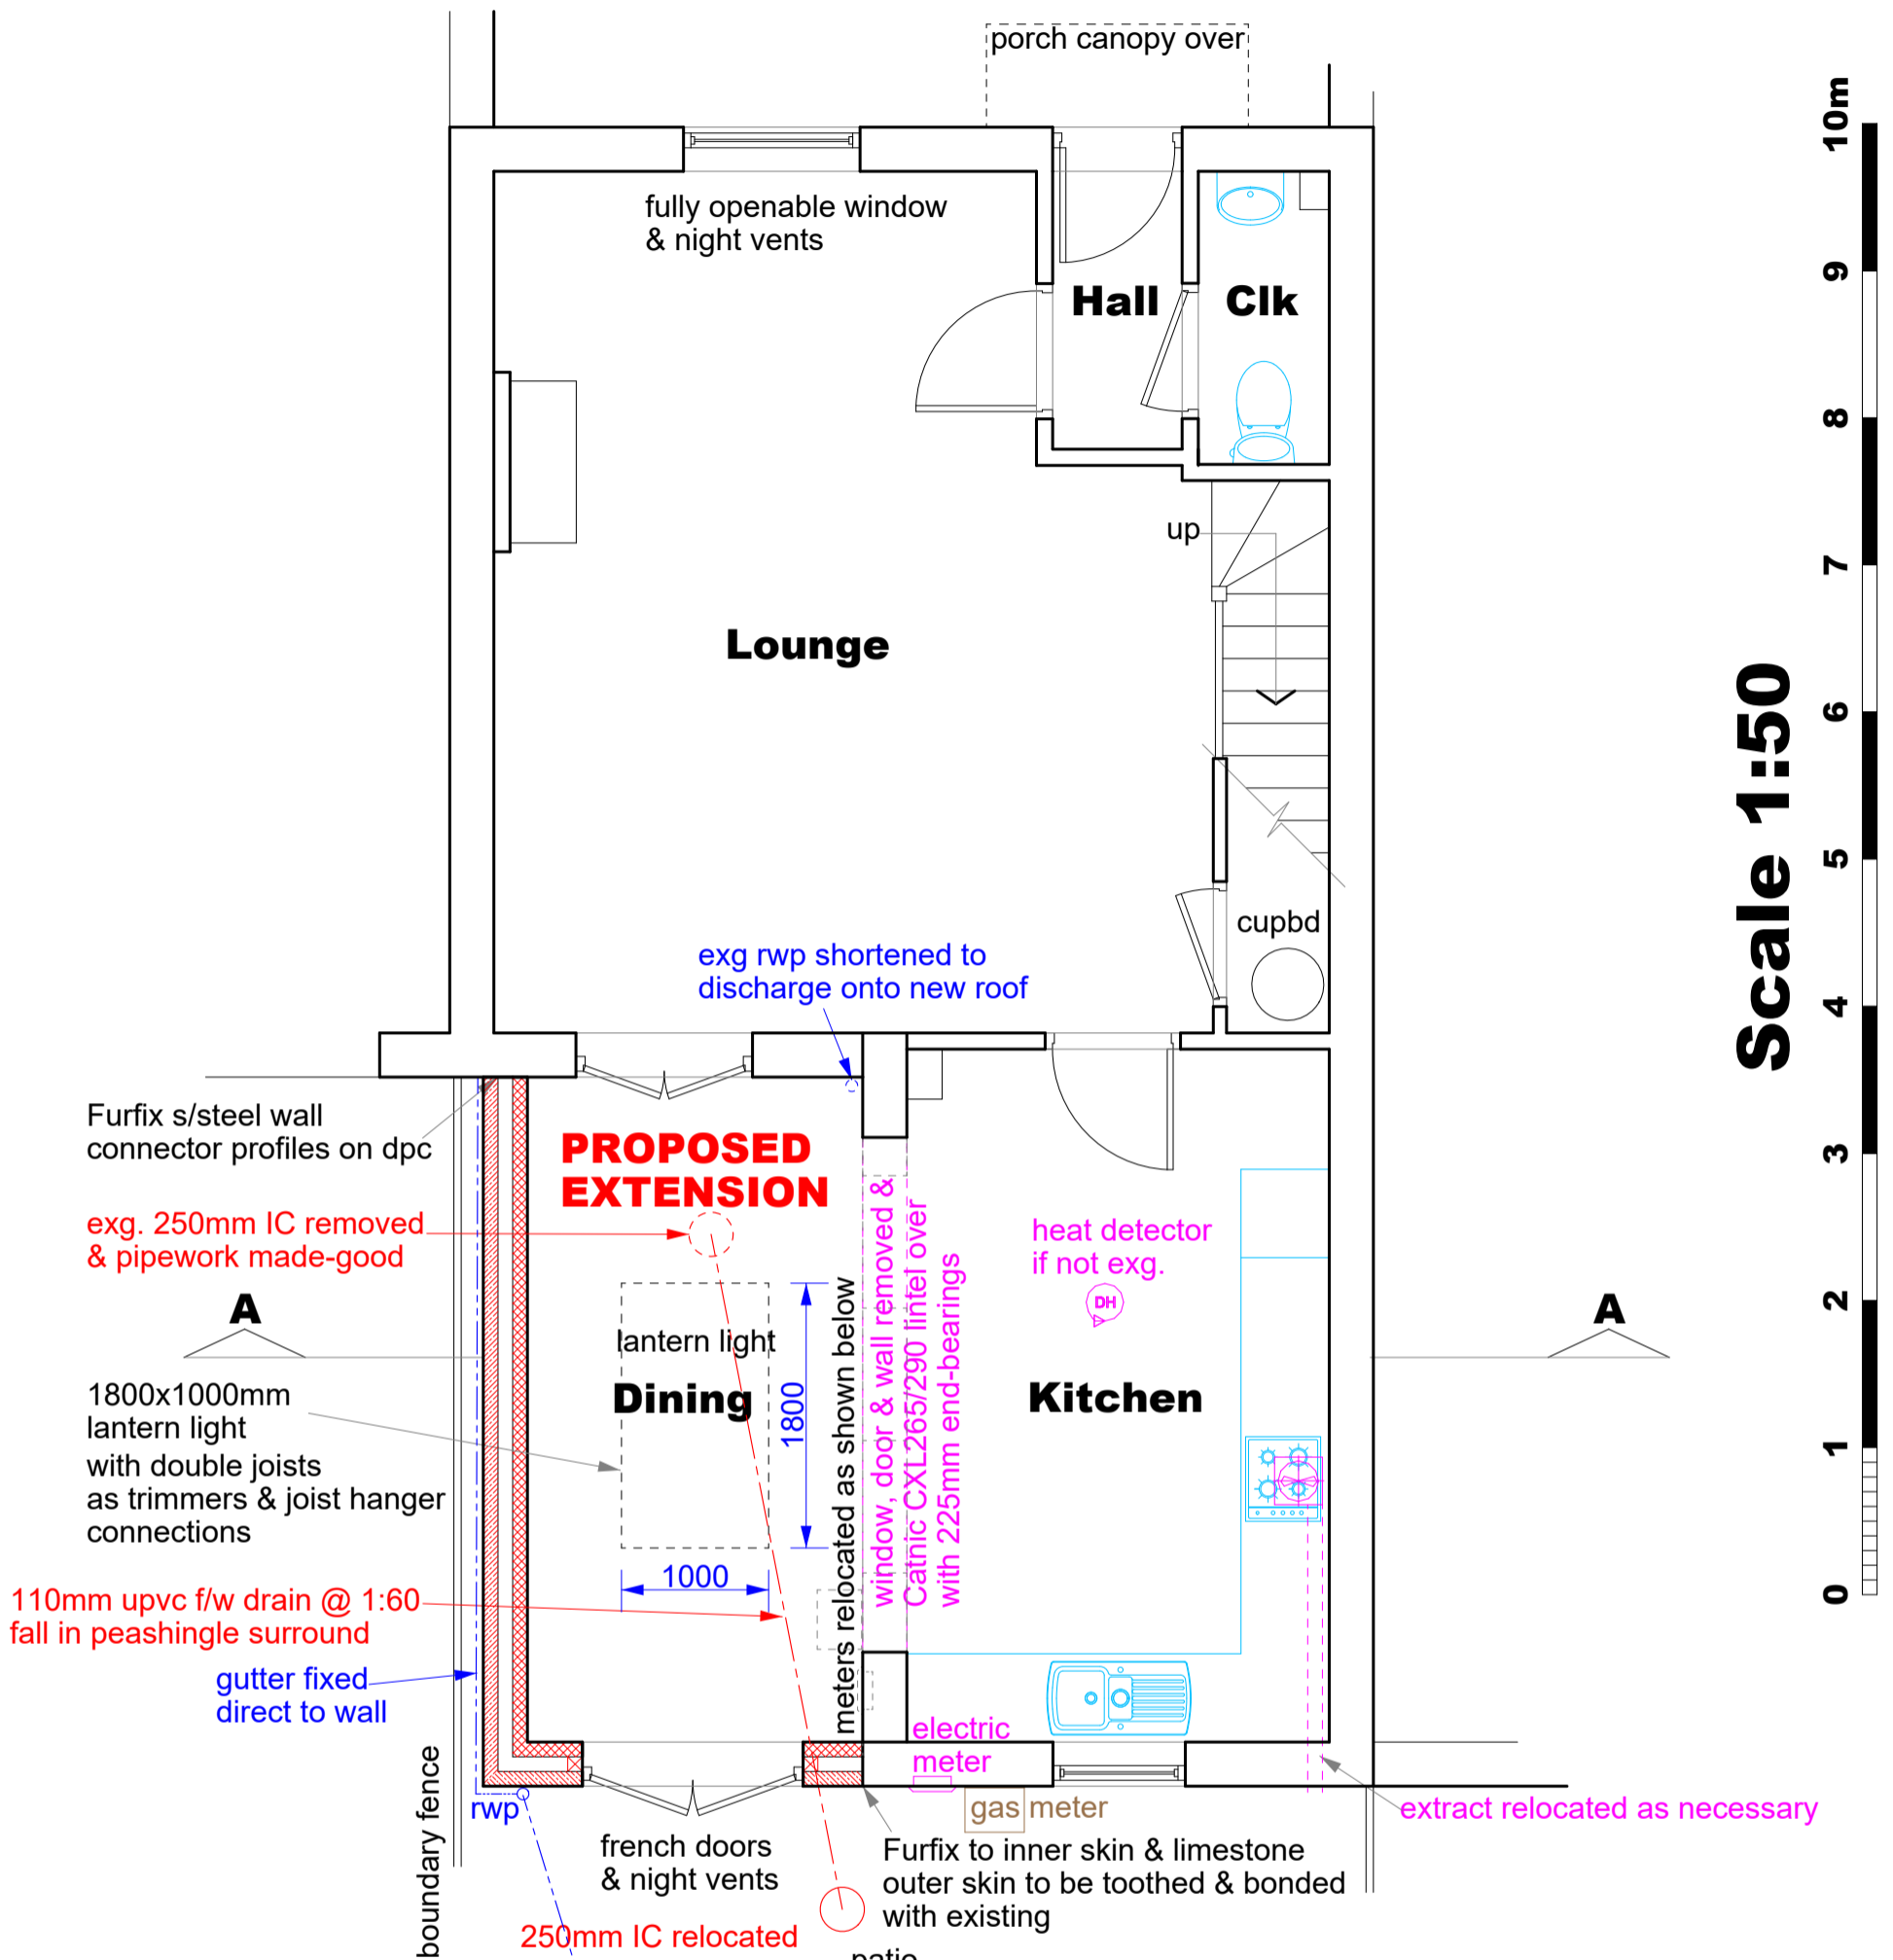 porch canopy over
fully openable window
& night vents
Hall
Clk
up
Lounge
cupbd
exg rwp shortened to
discharge onto new roof
Furfix s/steel wall
connector profiles on dpc
PROPOSED
EXTENSION
exg. 250mm IC removed
& pipework made-good
heat detector
if not exg.
DH
A
A
lantern light
Dining
1800
1000
Kitchen
meters relocated as shown below
window, door & wall removed &
Catnic CXL265/290 lintel over
with 225mm end-bearings
1800x1000mm
lantern light
with double joists
as trimmers & joist hanger
connections
110mm upvc f/w drain @ 1:60
fall in peashingle surround
gutter fixed
direct to wall
electric
meter
gas meter
rwp
boundary fence
french doors
& night vents
250mm IC relocated
Furfix to inner skin & limestone
outer skin to be toothed & bonded
with existing
extract relocated as necessary
patio
Scale 1:50
10m
9
8
7
6
5
4
3
2
1
0